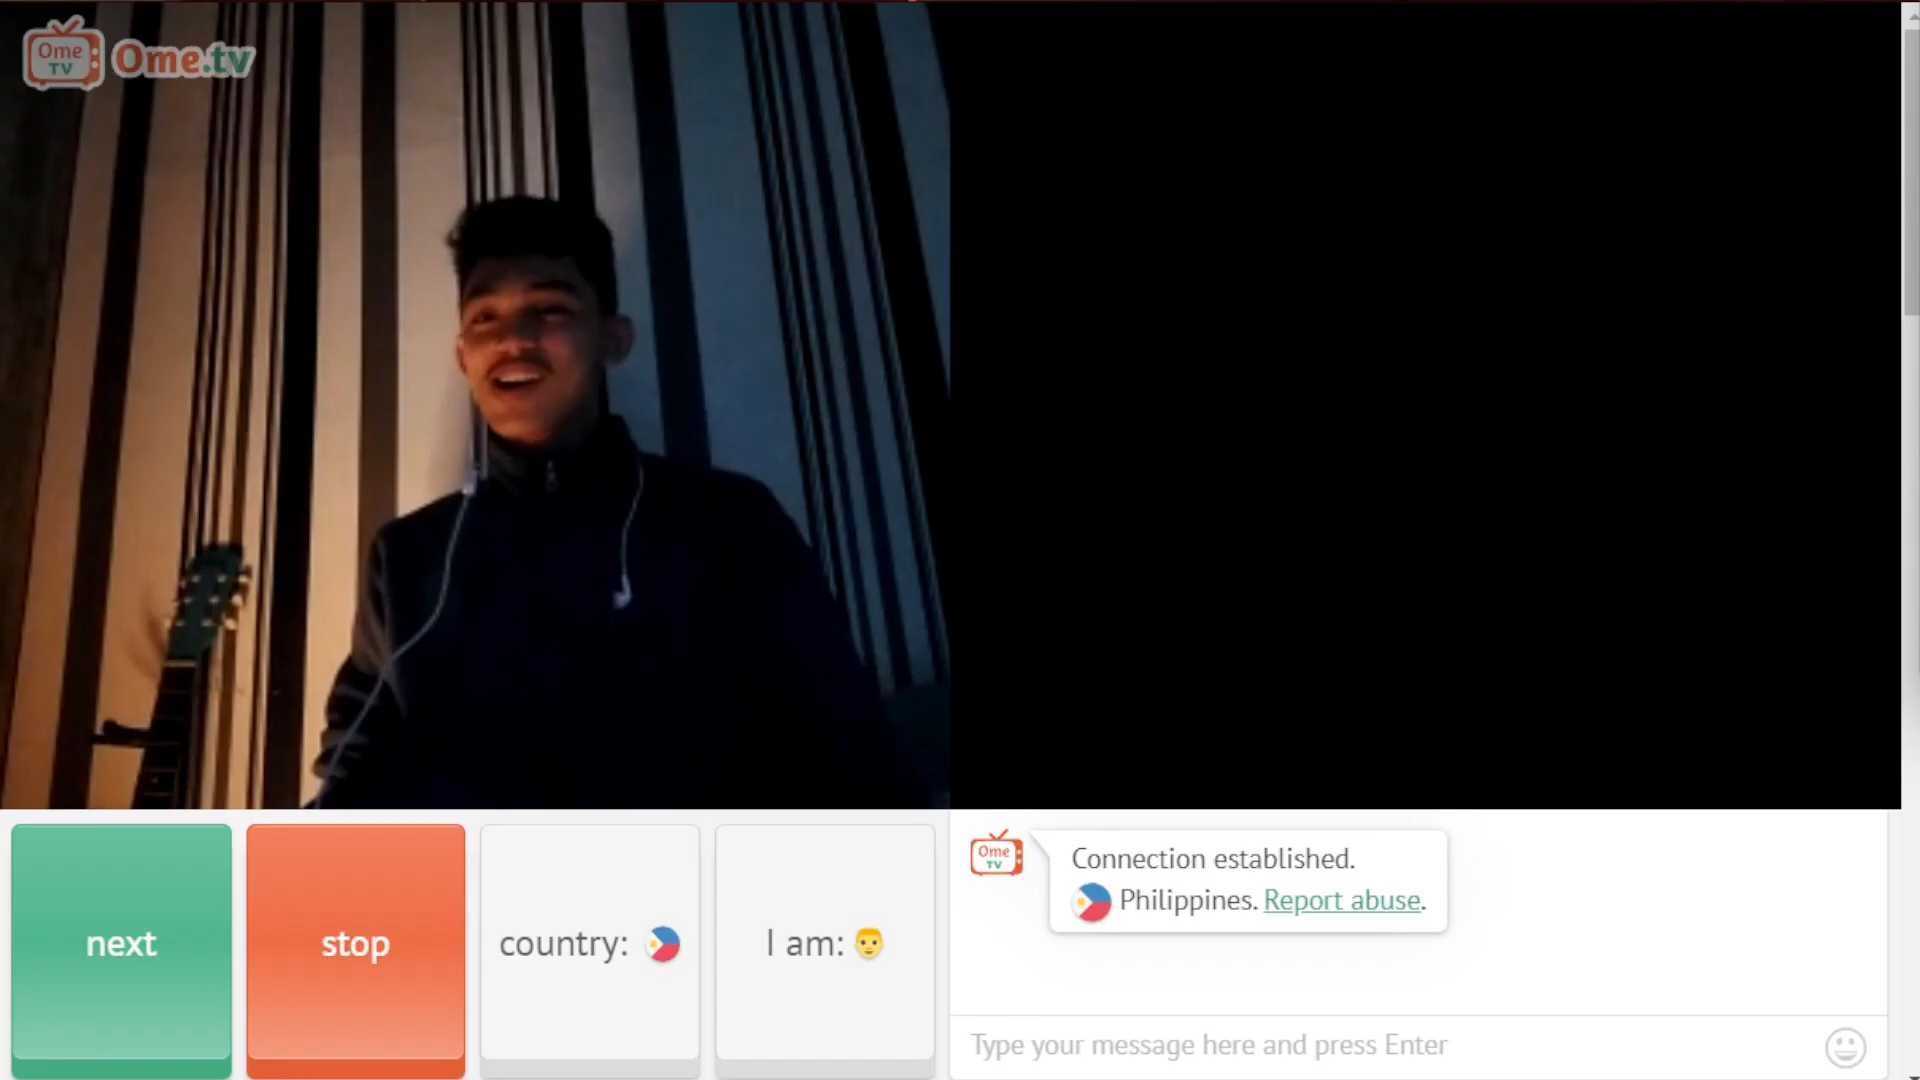 Ome TV Ome.tv
next
stop
country:
I am:
Ome TV
Connection established.
Philippines. Report abuse.
Type your message here and press Enter